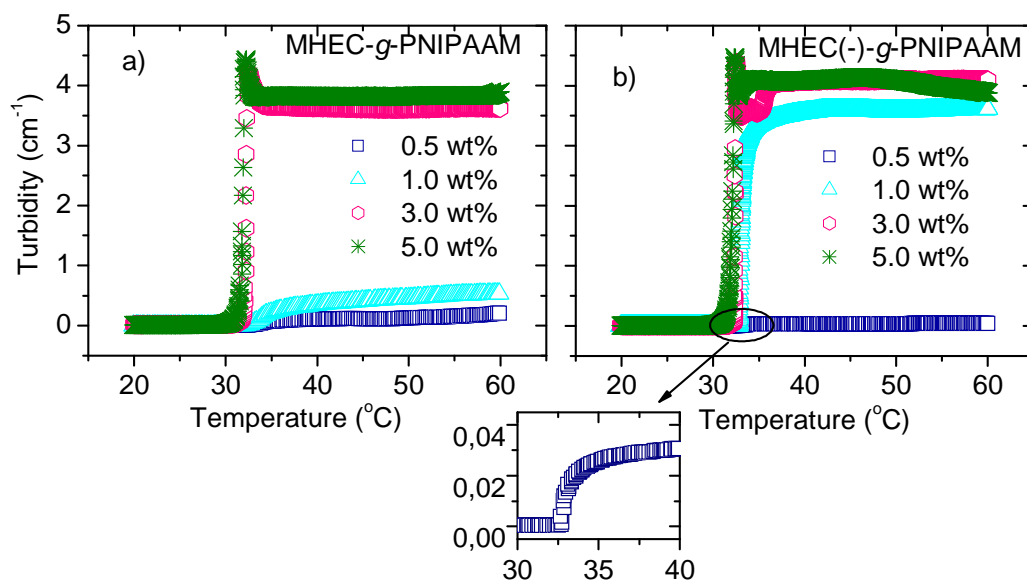 a) MHEC-g-PNIPAAM
0.5 wt%
1.0 wt%
3.0 wt%
5.0 wt%
5
4
3
2
1
0
Turbidity (cm-1)
20 30 40 50 60
Temperature (oC)
b) MHEC(-)-g-PNIPAAM
0.5 wt%
1.0 wt%
3.0 wt%
5.0 wt%
20 30 40 50 60
Temperature (oC)
0,04
0,02
0,00
30 35 40